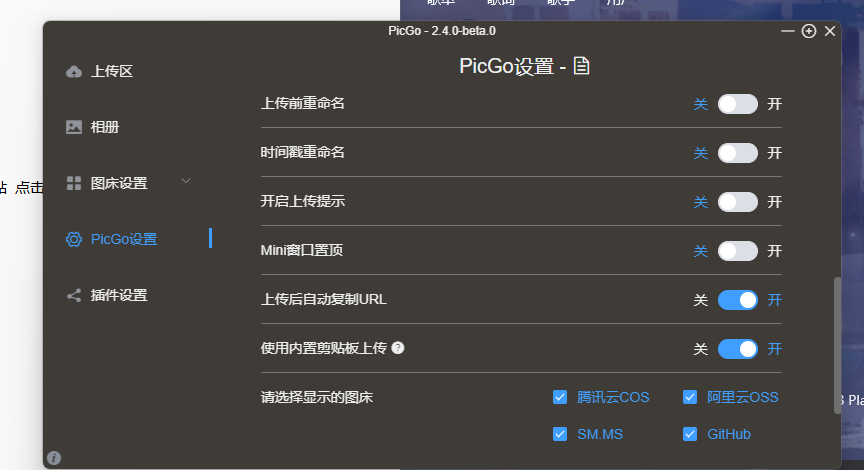 PicGo - 2.4.0-beta.0
PicGo设置 -
上传区
相册
图床设置
PicGo设置
插件设置
上传前重命名 关 开
时间戳重命名 关 开
开启上传提示 关 开
Mini窗口置顶 关 开
上传后自动复制URL 关 开
使用内置剪贴板上传 ? 关 开
请选择显示的图床 腾讯云COS 阿里云OSS
SM.MS GitHub
点击